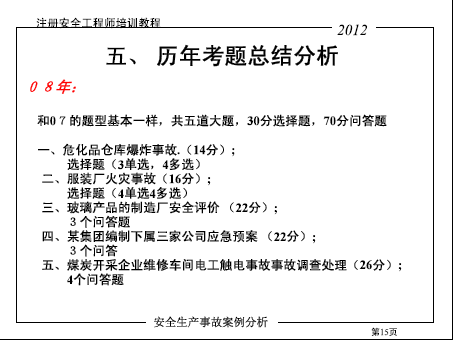 注册安全工程师培训教程
2012
五、 历年考题总结分析
０８年：
和0７的题型基本一样，共五道大题，30分选择题，70分问答题
一、危化品仓库爆炸事故.（14分）；
选择题（3单选，4多选）
二、服装厂火灾事故（16分）；
选择题（4单选4多选）
三、玻璃产品的制造厂安全评价 （22分）；
３个问答题
四、某集团编制下属三家公司应急预案 （22分）；
３个问答
五、煤炭开采企业维修车间电工触电事故事故调查处理（26分）；
4个问答题
安全生产事故案例分析
第15页